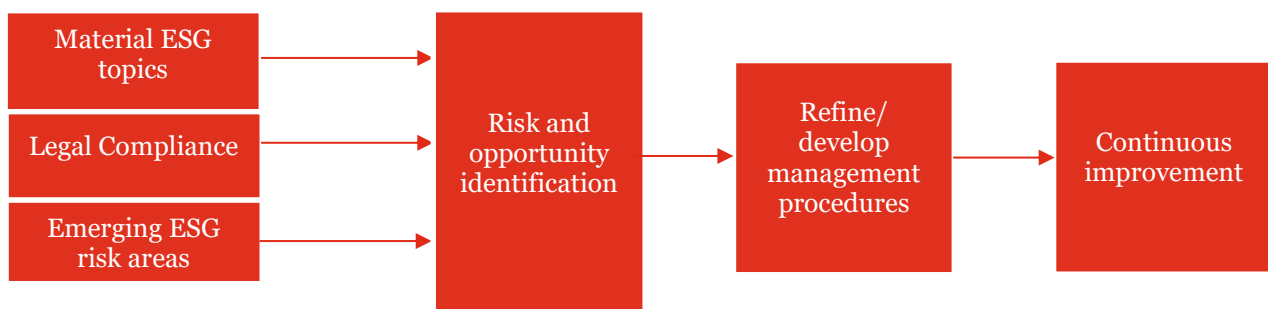 Material ESG
topics
Legal Compliance
Emerging ESG
risk areas
Risk and
opportunity
identification
Refine/
develop
management
procedures
Continuous
improvement